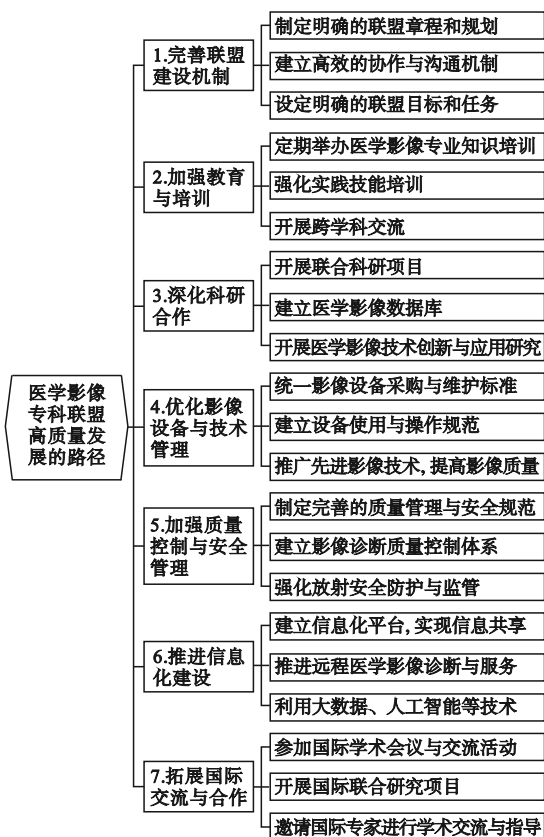 医学影像
专科联盟
高质量发
展的路径
1.完善联盟
建设机制
制定明确的联盟章程和规划
建立高效的协作与沟通机制
设定明确的联盟目标和任务
2.加强教育
与培训
定期举办医学影像专业知识培训
强化实践技能培训
开展跨学科交流
3.深化科研
合作
开展联合科研项目
建立医学影像数据库
开展医学影像技术创新与应用研究
4.优化影像
设备与技术
管理
统一影像设备采购与维护标准
建立设备使用与操作规范
推广先进影像技术,提高影像质量
5.加强质量
控制与安全
管理
制定完善的质量管理与安全规范
建立影像诊断质量控制体系
强化放射安全防护与监管
6.推进信息
化建设
建立信息化平台,实现信息共享
推进远程医学影像诊断与服务
利用大数据、人工智能等技术
7.拓展国际
交流与合作
参加国际学术会议与交流活动
开展国际联合研究项目
邀请国际专家进行学术交流与指导